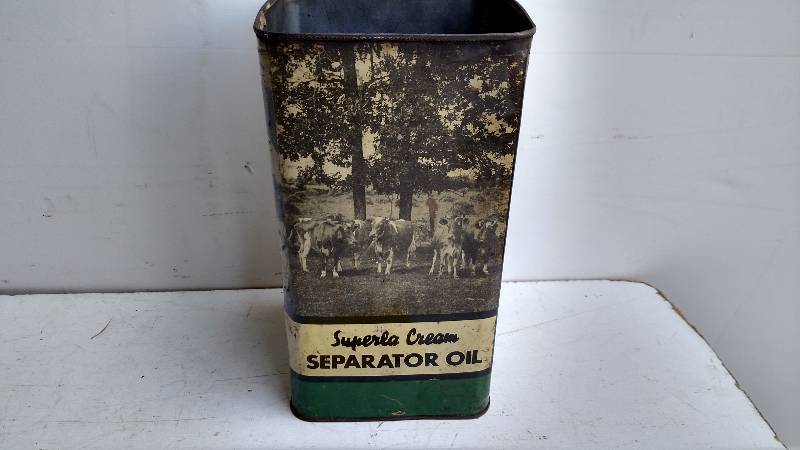 Superla Cream
SEPARATOR OIL